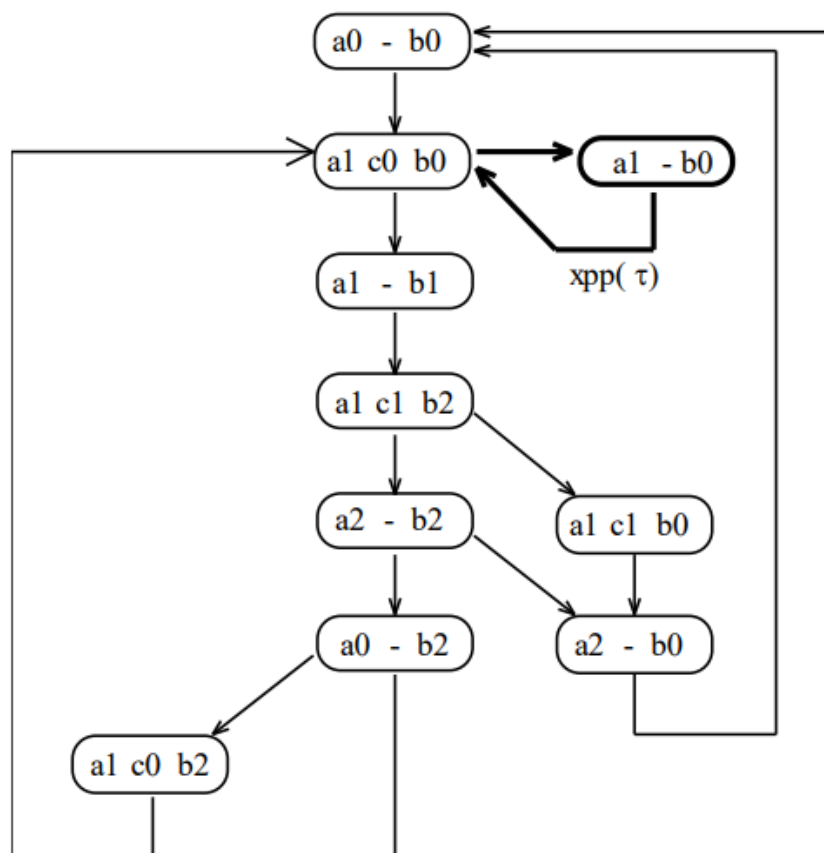 a0 - b0
a1 c0 b0
a1 - b0
xpp( τ)
a1 - b1
a1 c1 b2
a2 - b2
a1 c1 b0
a0 - b2
a2 - b0
a1 c0 b2